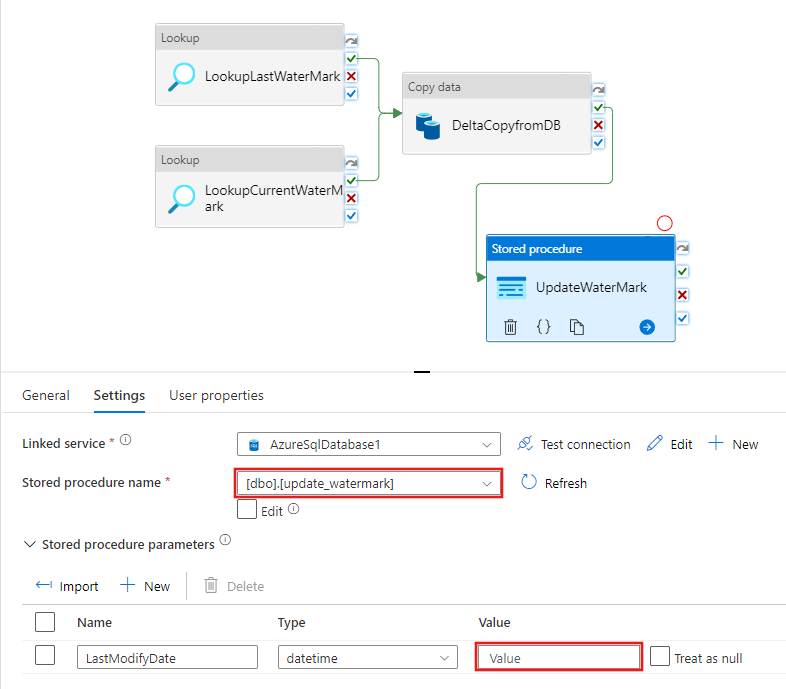 Lookup
LookupLastWaterMark
Copy data
DeltaCopyfromDB
Lookup
LookupCurrentWaterM
ark
Stored procedure
UpdateWaterMark
{}
General Settings User properties
Linked service * AzureSqlDatabase1 Test connection Edit New
Stored procedure name * [dbo].[update_watermark] Refresh
Edit
Stored procedure parameters
Import New Delete
Name Type Value
LastModifyDate datetime Value Treat as null